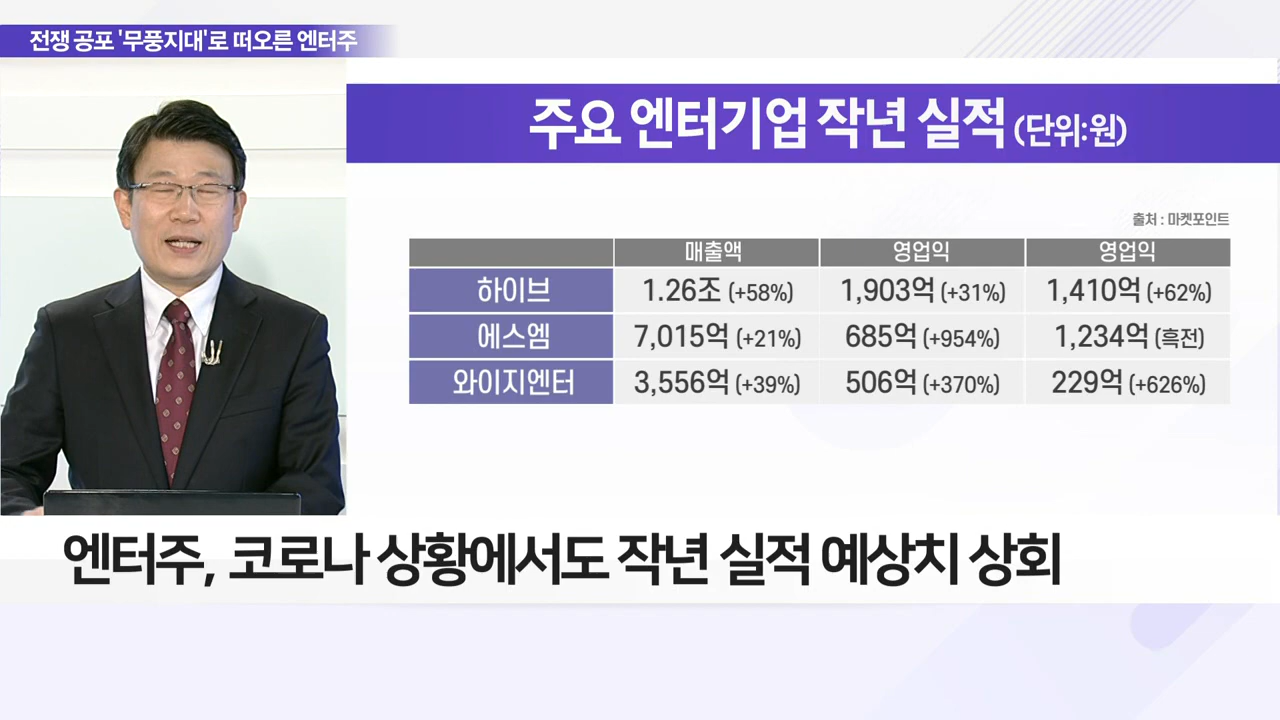 전쟁 공포 '무풍지대'로 떠오른 엔터주
주요 엔터기업 작년 실적 (단위:원)
출처 : 마켓포인트
매출액 영업익 영업익
하이브 1.26조 (+58%) 1,903억 (+31%) 1,410억 (+62%)
에스엠 7,015억 (+21%) 685억 (+954%) 1,234억 (흑전)
와이지엔터 3,556억 (+39%) 506억 (+370%) 229억 (+626%)
엔터주, 코로나 상황에서도 작년 실적 예상치 상회